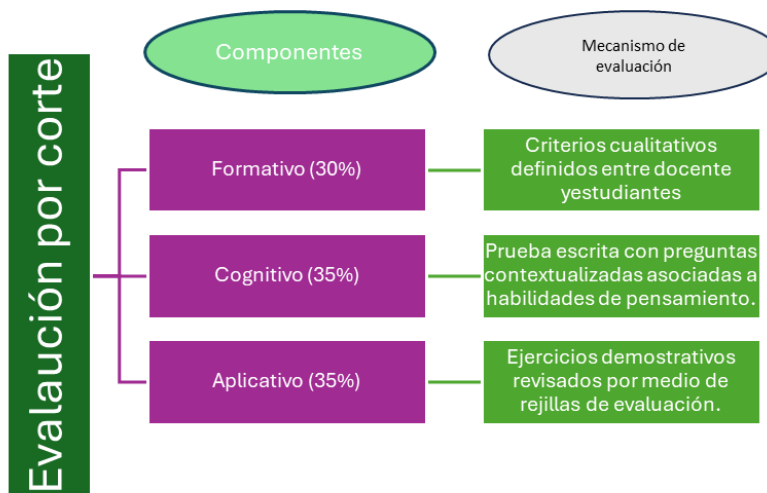 Evalaución por corte
Componentes
Mecanismo de
evaluación
Formativo (30%)
Criterios cualitativos
definidos entre docente
yestudiantes
Cognitivo (35%)
Prueba escrita con preguntas
contextualizadas asociadas a
habilidades de pensamiento.
Aplicativo (35%)
Ejercicios demostrativos
revisados por medio de
rejillas de evaluación.